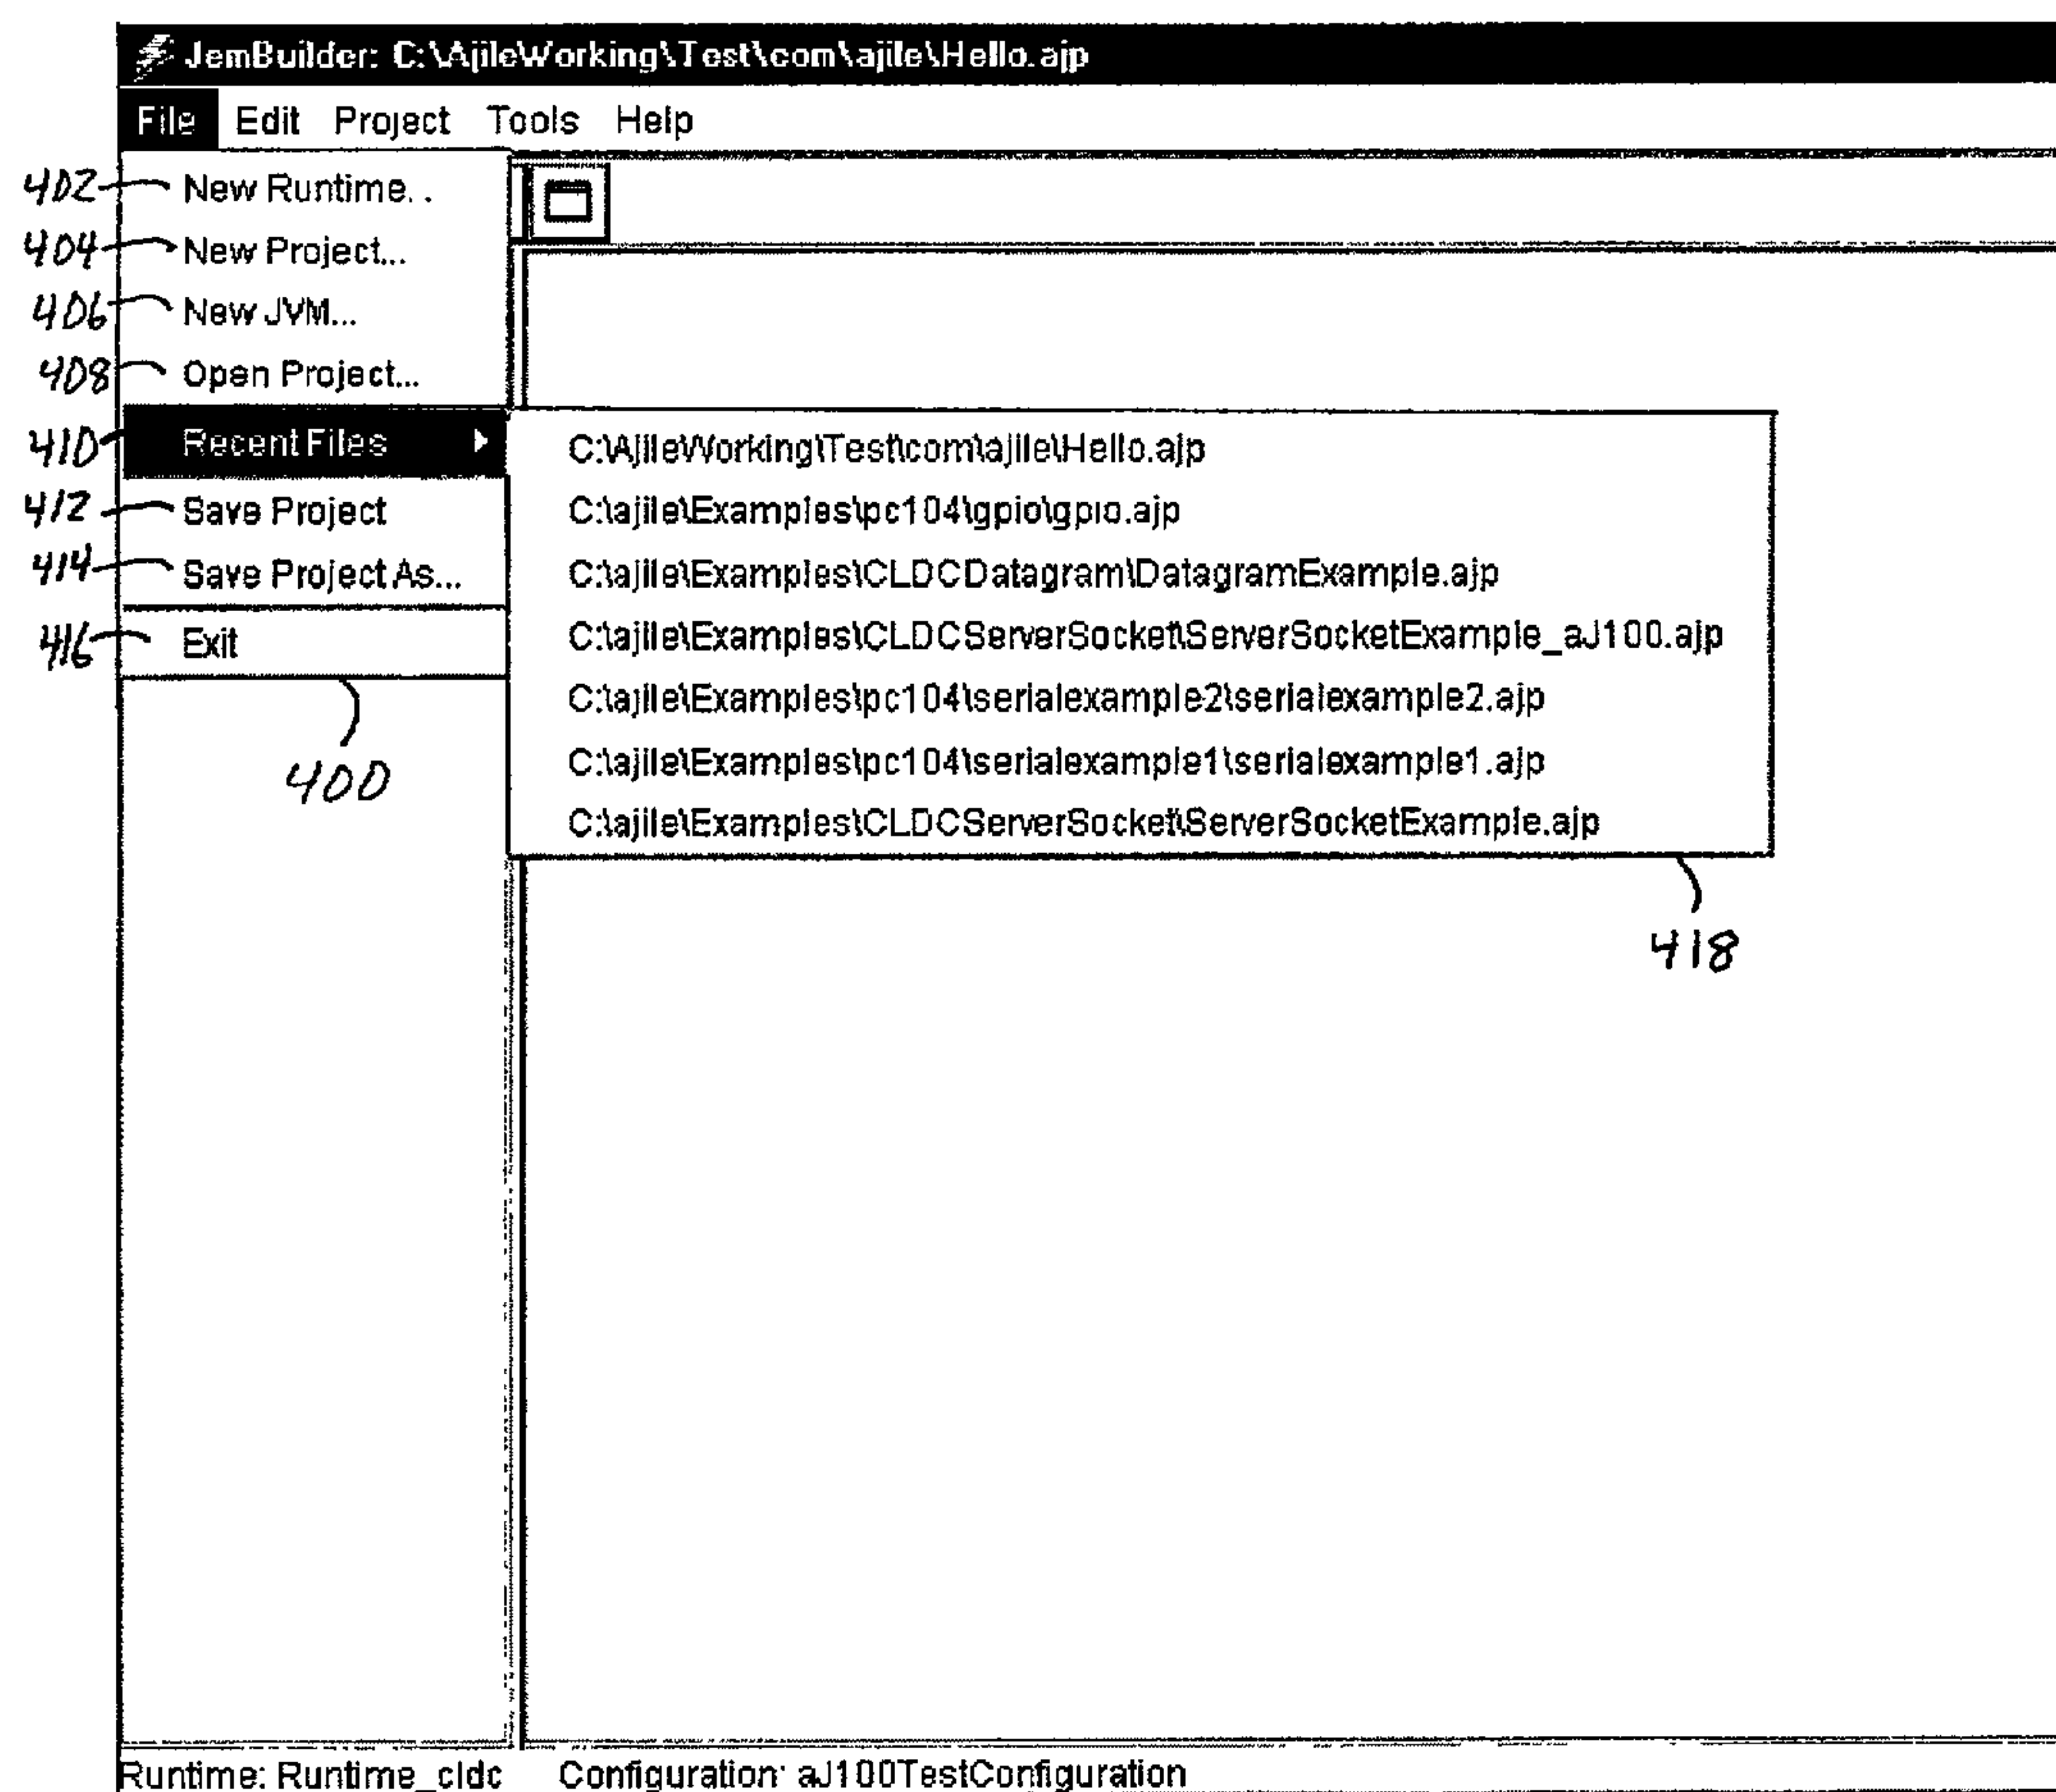 JemBuilder: C:\AjileWorking\Test\com\ajile\Hello.ajp
File Edit Project Tools Help
402 New Runtime. .
404 New Project...
406 New JVM...
408 Open Project...
410 Recent Files
412 Save Project
414 Save Project As...
416 Exit
400
C:\AjileWorking\Test\com\ajile\Hello.ajp
C:\ajile\Examples\pc104\gpio\gpio.ajp
C:\ajile\Examples\CLDCDatagram\DatagramExample.ajp
C:\ajile\Examples\CLDCServerSocket\ServerSocketExample_aJ100.ajp
C:\ajile\Examples\pc104\serialexample2\serialexample2.ajp
C:\ajile\Examples\pc104\serialexample1\serialexample1.ajp
C:\ajile\Examples\CLDCServerSocket\ServerSocketExample.ajp
418
Runtime: Runtime_cldc Configuration: aJ100TestConfiguration